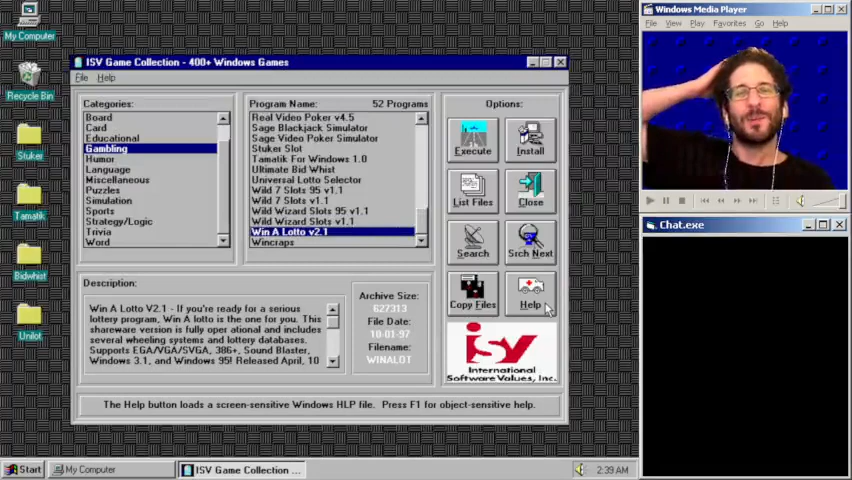 My Computer
Recycle Bin
Stuker
Tamatik
Bidwhist
Unilot
ISV Game Collection - 400+ Windows Games
File Help
Categories:
Board
Card
Educational
Gambling
Humor
Language
Miscellaneous
Puzzles
Simulation
Sports
Strategy/Logic
Trivia
Word
Program Name: 52 Programs
Real Video Poker v4.5
Sage Blackjack Simulator
Sage Video Poker Simulator
Stuker Slot
Tamatik For Windows 1.0
Ultimate Bid Whist
Universal Lotto Selector
Wild 7 Slots 95 v1.1
Wild 7 Slots v1.1
Wild Wizard Slots 95 v1.1
Wild Wizard Slots v1.1
Win A Lotto v2.1
Wincraps
Options:
Execute
Install
List Files
Close
Search
Srch Next
Copy Files
Help
Description:
Win A Lotto V2.1 - If you're ready for a serious
lottery program, Win A lotto is the one for you. This
shareware version is fully oper ational and includes
several wheeling systems and lottery databases.
Supports EGA/VGA/SVGA, 386+, Sound Blaster,
Windows 3.1, and Windows 95! Released April, 10
Archive Size:
627313
File Date:
10-01-97
Filename:
WINALOT
isv
International
Software Values, Inc.
The Help button loads a screen-sensitive Windows HLP file. Press F1 for object-sensitive help.
Windows Media Player
File View Play Favorites Go Help
Chat.exe
Start
My Computer
ISV Game Collection ...
2:39 AM